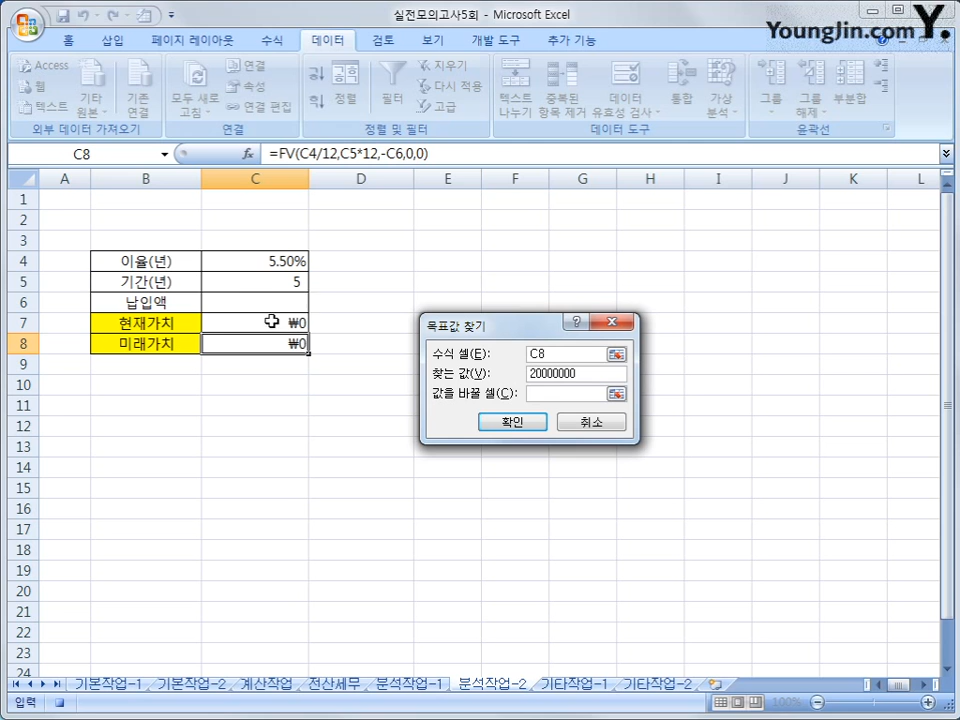 실전모의고사5회 - Microsoft Excel
YoungJin.com Y.
홈 삽입 페이지 레이아웃 수식 데이터 검토 보기 개발 도구 추가 기능
Access
웹
텍스트
기타 원본
기존 연결
외부 데이터 가져오기
모두 새로 고침
연결
속성
연결 편집
연결
정렬
필터
지우기
다시 적용
고급
정렬 및 필터
텍스트 나누기
중복된 항목 제거
데이터 유효성 검사
통합
가상 분석
데이터 도구
그룹
그룹 해제
부분합
윤곽선
C8 fx =FV(C4/12,C5*12,-C6,0,0)
A B C D E F G H I J K L
1
2
3
4 이율(년) 5.50%
5 기간(년) 5
6 납입액
7 현재가치 ₩0
8 미래가치 ₩0
9
10
11
12
13
14
15
16
17
18
19
20
21
22
23
24
목표값 찾기
수식 셀(E): C8
찾는 값(V): 20000000
값을 바꿀 셀(C):
확인 취소
기본작업-1 기본작업-2 계산작업 전산세무 분석작업-1 분석작업-2 기타작업-1 기타작업-2
입력 100%